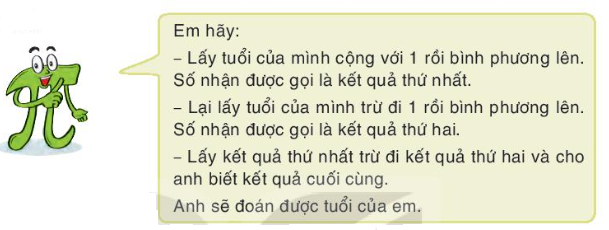 Em hãy:
– Lấy tuổi của mình cộng với 1 rồi bình phương lên.
Số nhận được gọi là kết quả thứ nhất.
– Lại lấy tuổi của mình trừ đi 1 rồi bình phương lên.
Số nhận được gọi là kết quả thứ hai.
– Lấy kết quả thứ nhất trừ đi kết quả thứ hai và cho
anh biết kết quả cuối cùng.
Anh sẽ đoán được tuổi của em.